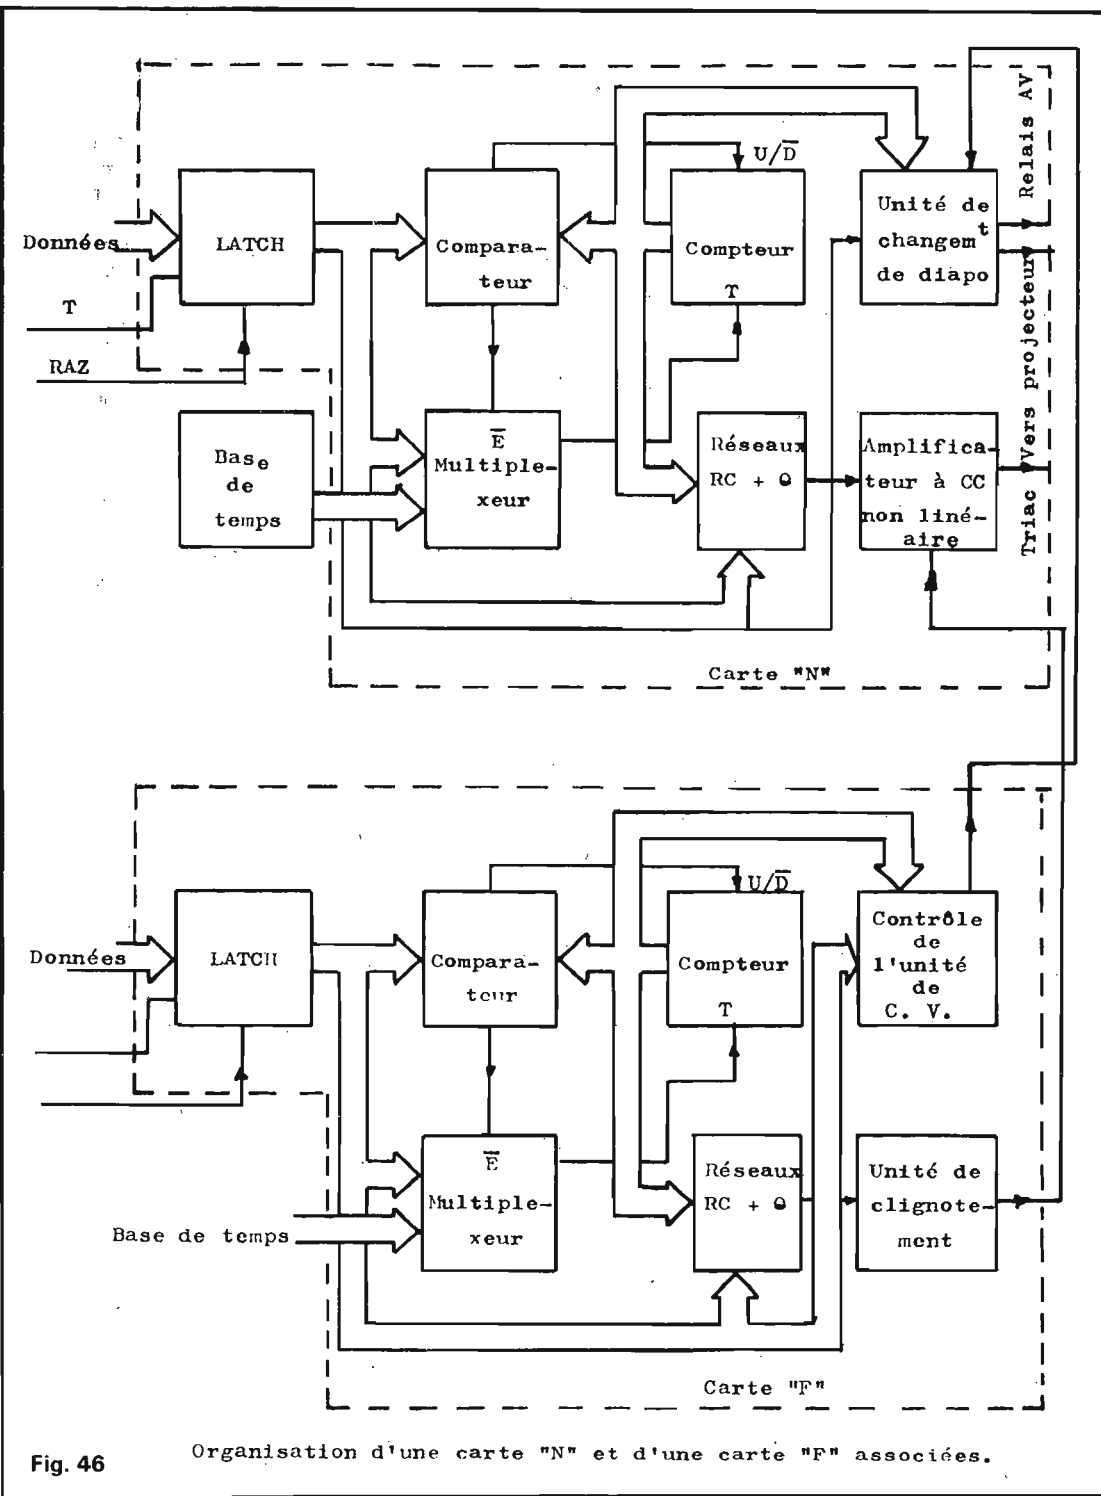 Données
T
RAZ
LATCH
Compara-
teur
U/D̅
Compteur
T
Unité de
changem
t
de diapo
Relais AV
Vers projecteur
Triac
Base
de
temps
E̅
Multiple-
xeur
Réseaux
RC + Θ
Amplifica-
teur à CC
non liné-
aire
Carte "N"
Données
LATCH
Compara-
teur
U/D̅
Compteur
T
Contrôle
de
l'unité
de
C. V.
Base de temps
E̅
Multiple-
xeur
Réseaux
RC + Θ
Unité de
clignote-
ment
Carte "F"
Fig. 46
Organisation d'une carte "N" et d'une carte "F" associées.